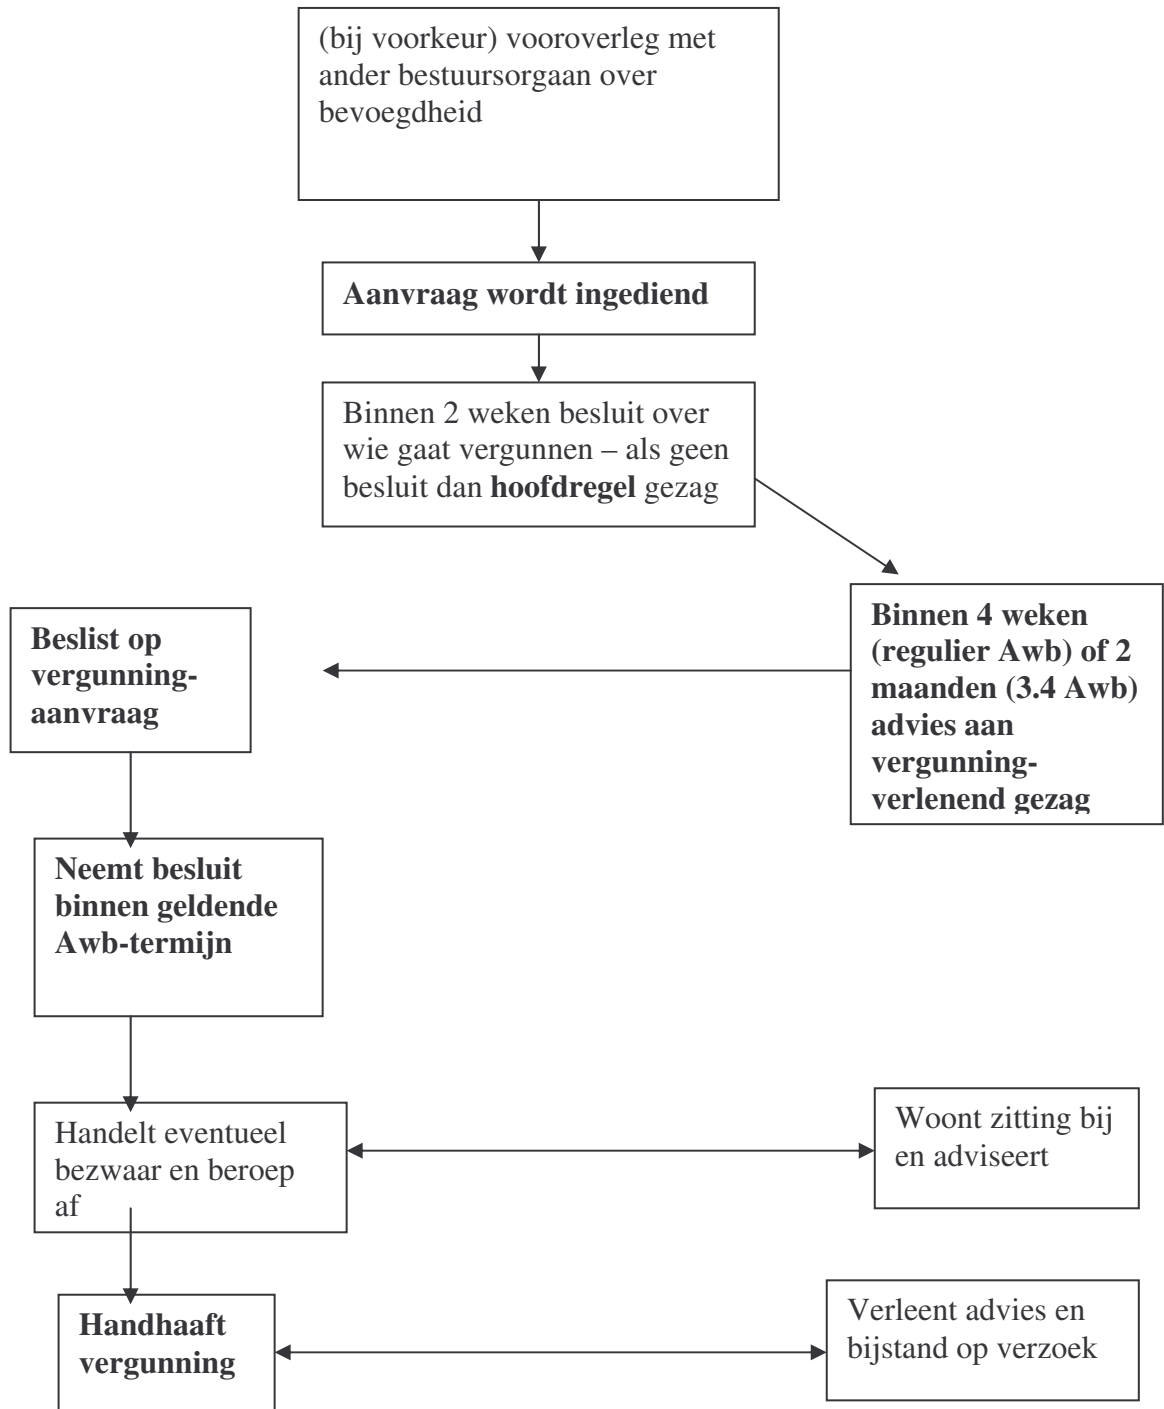 (bij voorkeur) vooroverleg met
ander bestuursorgaan over
bevoegdheid
Aanvraag wordt ingediend
Binnen 2 weken besluit over
wie gaat vergunnen – als geen
besluit dan hoofdregel gezag
Binnen 4 weken
(regulier Awb) of 2
maanden (3.4 Awb)
advies aan
vergunning-
verlenend gezag
Beslist op
vergunning-
aanvraag
Neemt besluit
binnen geldende
Awb-termijn
Handelt eventueel
bezwaar en beroep
af
Woont zitting bij
en adviseert
Handhaaft
vergunning
Verleent advies en
bijstand op verzoek